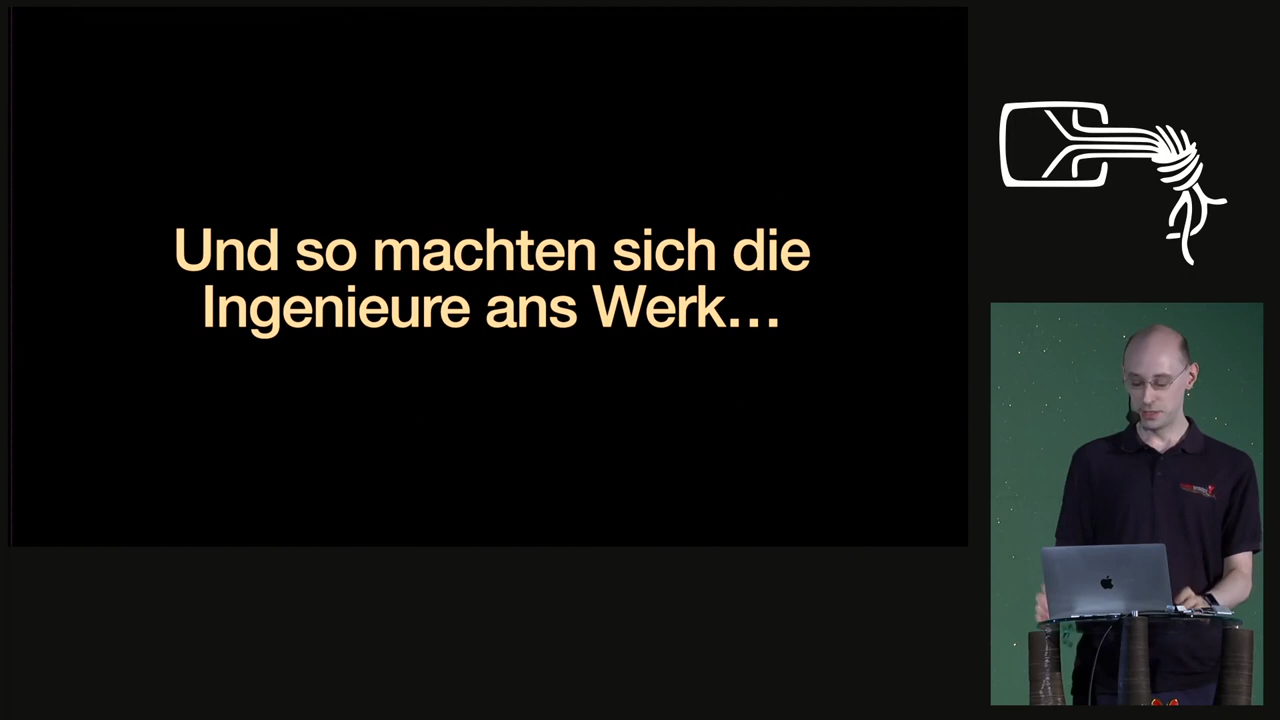 Und so machten sich die
Ingenieure ans Werk…